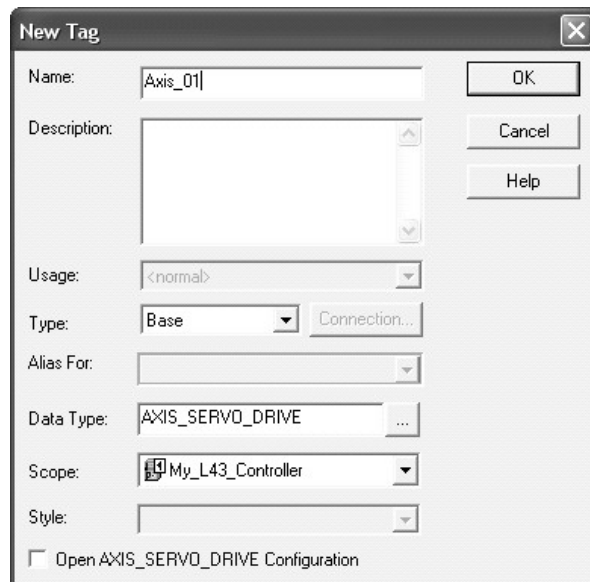 New Tag
Name: Axis_01 OK
Description: Cancel
Help
Usage: <normal>
Type: Base Connection...
Alias For:
Data Type: AXIS_SERVO_DRIVE ...
Scope: My_L43_Controller
Style:
Open AXIS_SERVO_DRIVE Configuration